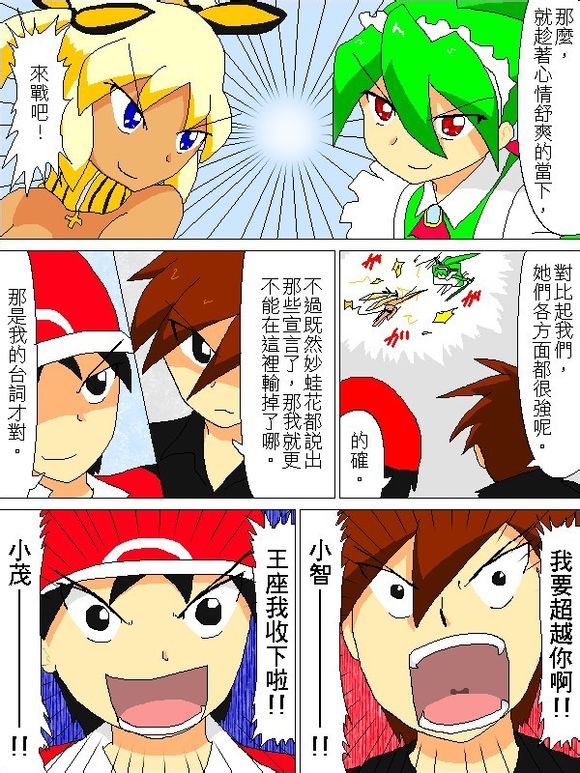 那麼，
就趁著心情舒爽的當下，
來戰吧！
對比起我們，
她們各方面都很強呢。
的確。
不過既然妙蛙花都說出
那些宣言了，那我就更
不能在這裡輸掉了哪。
那是我的台詞才對。
我要超越你啊!!
小智——!!
王座我收下啦!!
小茂——!!